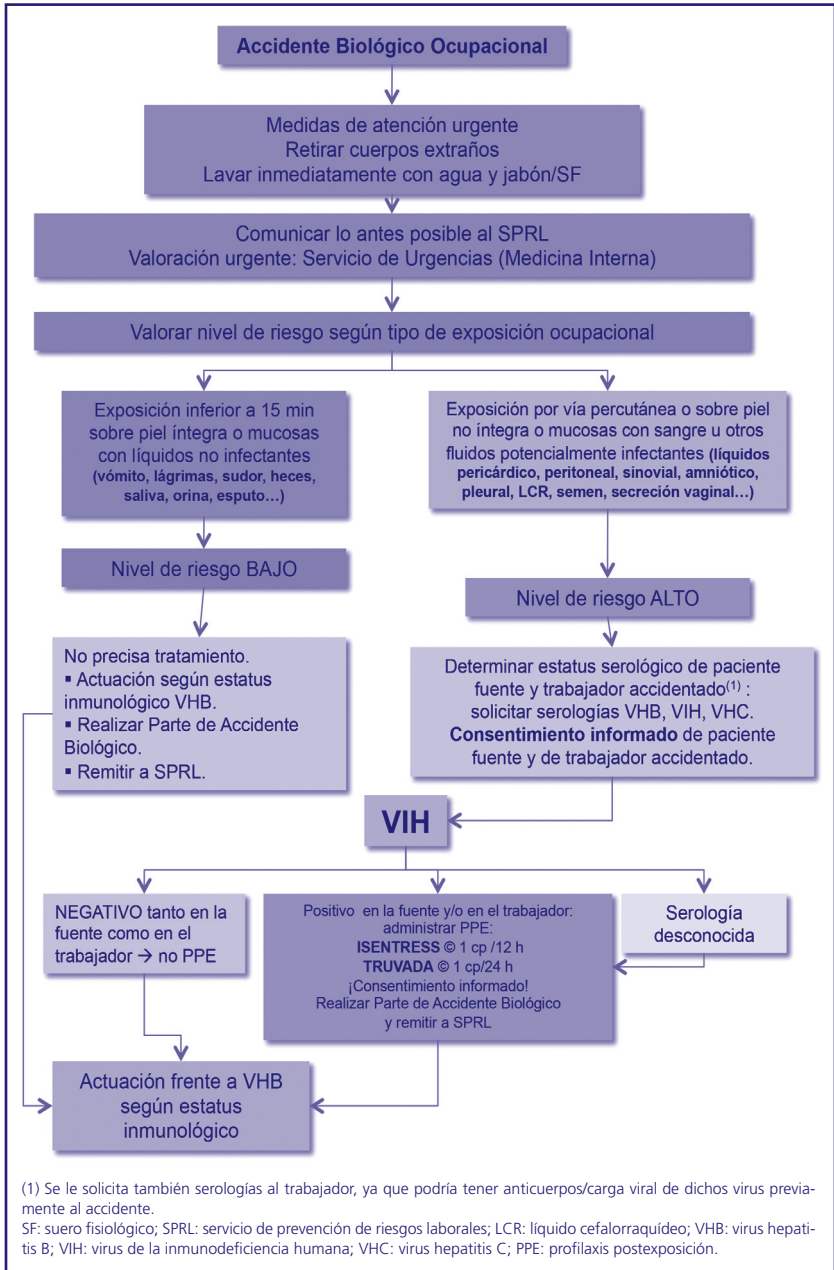 Accidente Biológico Ocupacional
Medidas de atención urgente
Retirar cuerpos extraños
Lavar inmediatamente con agua y jabón/SF
Comunicar lo antes posible al SPRL
Valoración urgente: Servicio de Urgencias (Medicina Interna)
Valorar nivel de riesgo según tipo de exposición ocupacional
Exposición inferior a 15 min
sobre piel íntegra o mucosas
con líquidos no infectantes
(vómito, lágrimas, sudor, heces,
saliva, orina, esputo...)
Exposición por vía percutánea o sobre piel
no íntegra o mucosas con sangre u otros
fluidos potencialmente infectantes (líquidos
pericárdico, peritoneal, sinovial, amniótico,
pleural, LCR, semen, secreción vaginal...)
Nivel de riesgo BAJO
Nivel de riesgo ALTO
No precisa tratamiento.
▪ Actuación según estatus
inmunológico VHB.
▪ Realizar Parte de Accidente
Biológico.
▪ Remitir a SPRL.
Determinar estatus serológico de paciente
fuente y trabajador accidentado(1) :
solicitar serologías VHB, VIH, VHC.
Consentimiento informado de paciente
fuente y de trabajador accidentado.
VIH
NEGATIVO tanto en la
fuente como en el
trabajador → no PPE
Positivo en la fuente y/o en el trabajador:
administrar PPE:
ISENTRESS © 1 cp /12 h
TRUVADA © 1 cp/24 h
¡Consentimiento informado!
Realizar Parte de Accidente Biológico
y remitir a SPRL
Serología
desconocida
Actuación frente a VHB
según estatus
inmunológico
(1) Se le solicita también serologías al trabajador, ya que podría tener anticuerpos/carga viral de dichos virus previa-
mente al accidente.
SF: suero fisiológico; SPRL: servicio de prevención de riesgos laborales; LCR: líquido cefalorraquídeo; VHB: virus hepati-
tis B; VIH: virus de la inmunodeficiencia humana; VHC: virus hepatitis C; PPE: profilaxis postexposición.